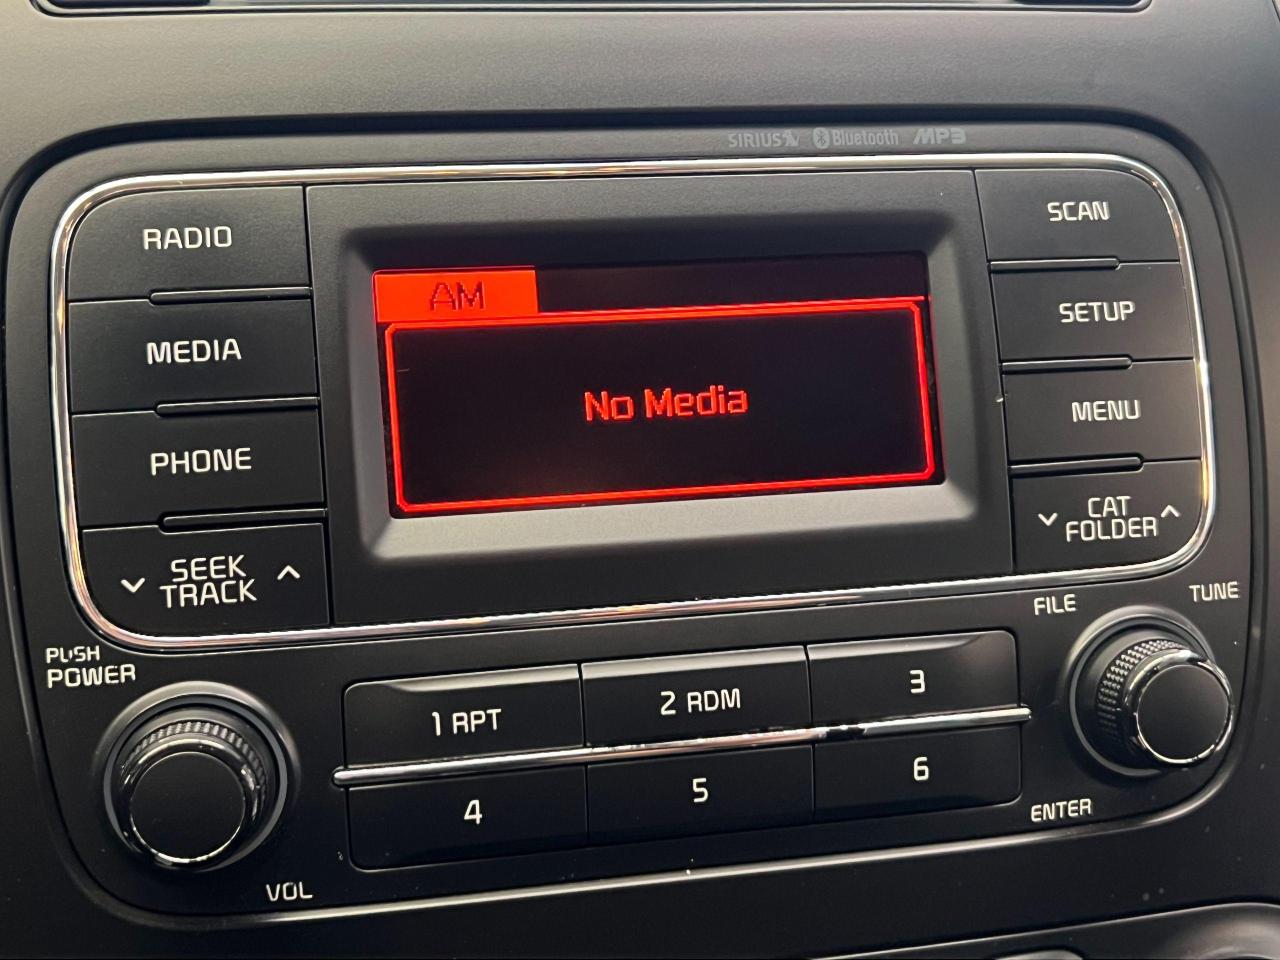 SIRIUS Bluetooth MP3
RADIO
MEDIA
PHONE
SEEK
TRACK
AM
No Media
SCAN
SETUP
MENU
CAT
FOLDER
PUSH
POWER
VOL
1 RPT
2 RDM
3
4
5
6
FILE
TUNE
ENTER